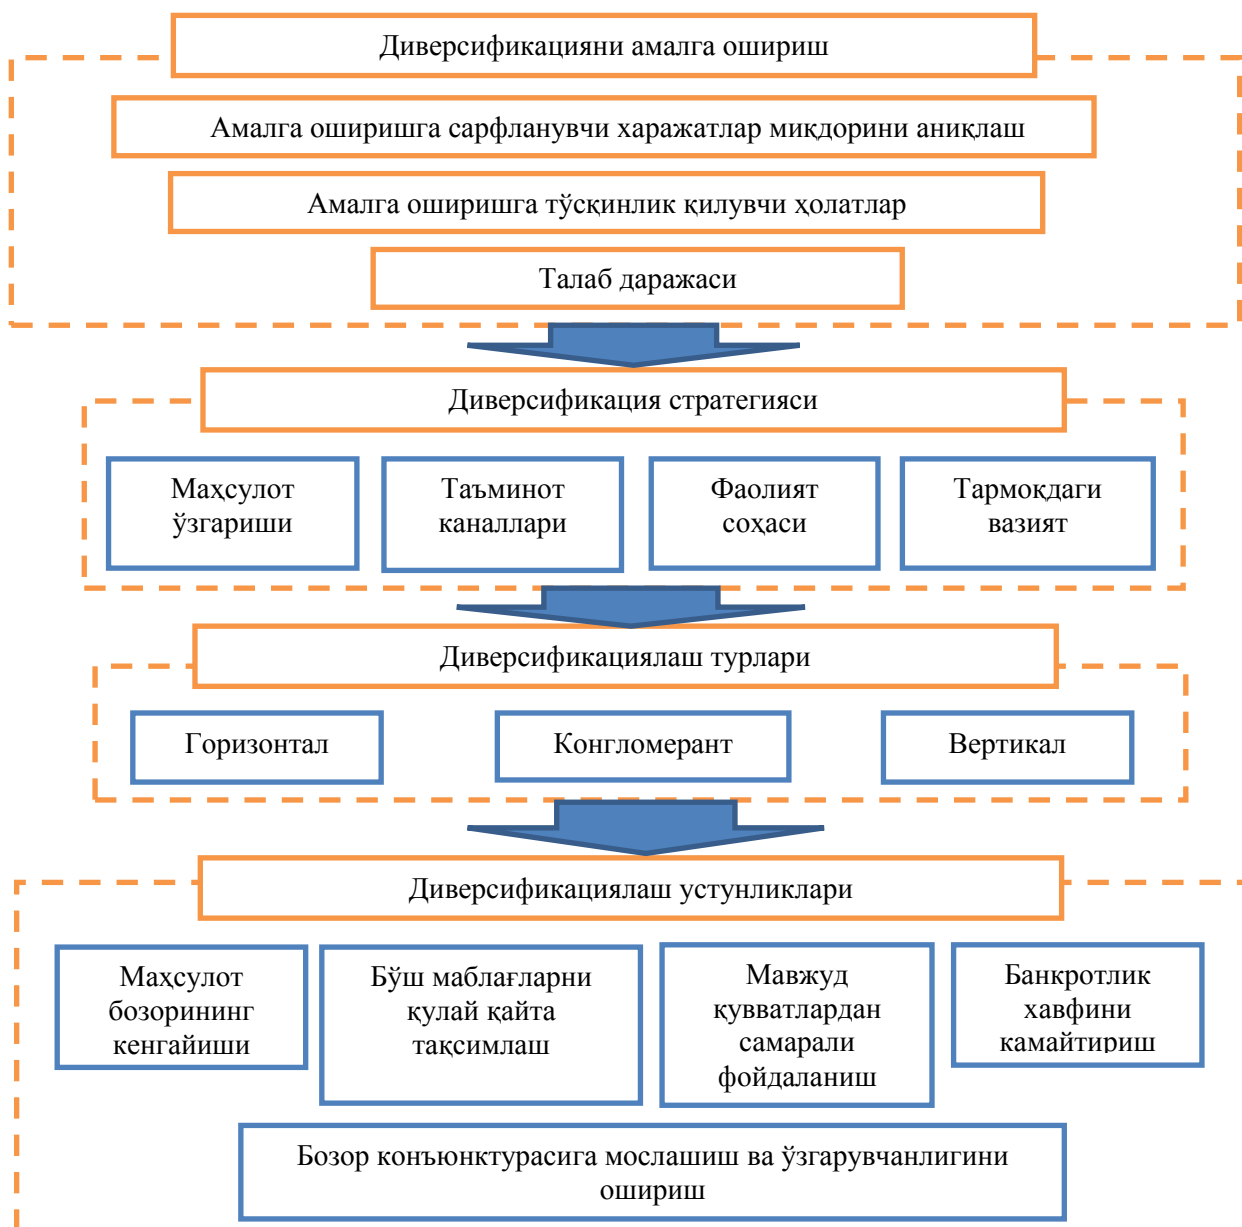 Диверсификацияни амалга ошириш
Амалга оширишга сарфланувчи харажатлар миқдорини аниқлаш
Амалга оширишга тўсқинлик қилувчи ҳолатлар
Талаб даражаси
Диверсификация стратегияси
Маҳсулот
ўзгариши
Таъминот
каналлари
Фаолият
соҳаси
Тармоқдаги
вазият
Диверсификациялаш турлари
Горизонтал
Конгломерант
Вертикал
Диверсификациялаш устунликлари
Маҳсулот
бозорининг
кенгайиши
Бўш маблағларни
қулай қайта
тақсимлаш
Мавжуд
қувватлардан
самарали
фойдаланиш
Банкротлик
хавфини
камайтириш
Бозор конъюнктурасига мослашиш ва ўзгарувчанлигини
ошириш